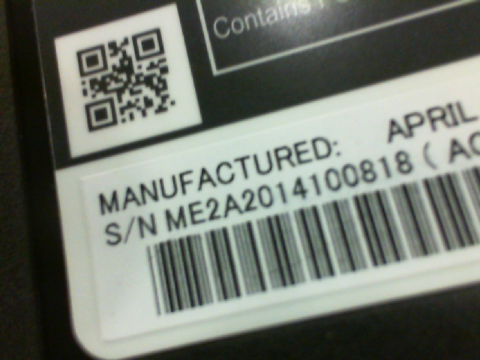 Contains
MANUFACTURED: APRIL
S/N ME2A2014100818 (